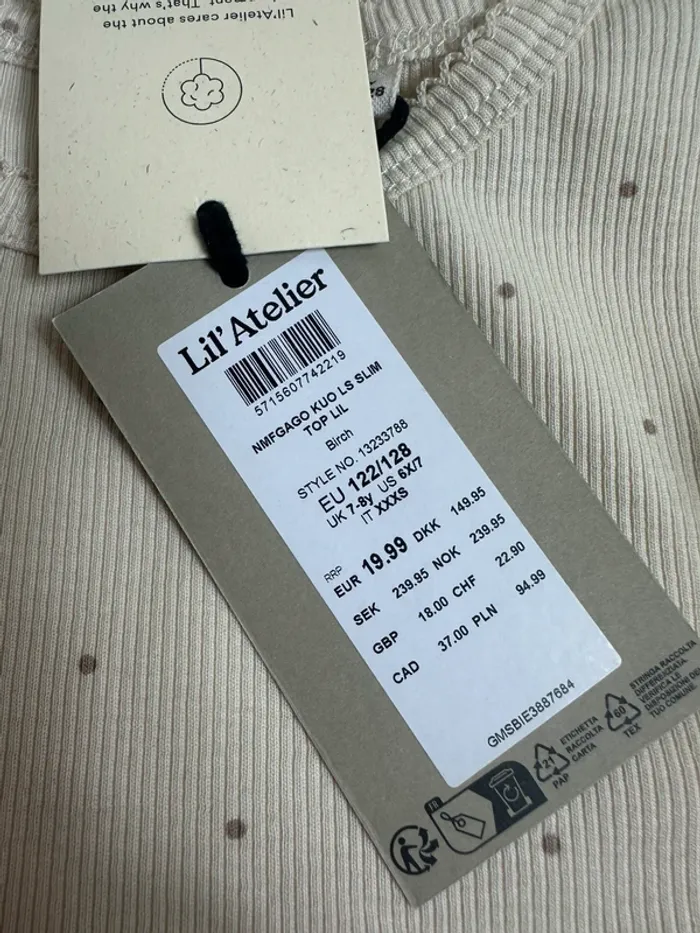 Lil'Atelier cares about the
That's why the
Lil'Atelier
5715607742219
NMFGAGO KUO LS SLIM
TOP LIL
Birch
STYLE NO. 13233788
EU 122/128
UK 7-8y US 6X/7
IT XXXS
RRP
EUR 19.99 DKK 149.95
SEK 239.95 NOK 239.95
GBP 18.00 CHF 22.90
CAD 37.00 PLN 94.99
GMSBIE3887684
FR
21
PAP
ETICHETTA
RACCOLTA
CARTA
60
TEX
STRINGA RACCOLTA
DIFFERENZIATA.
VERIFICA LE
DISPOSIZIONI DEL
TUO COMUNE.